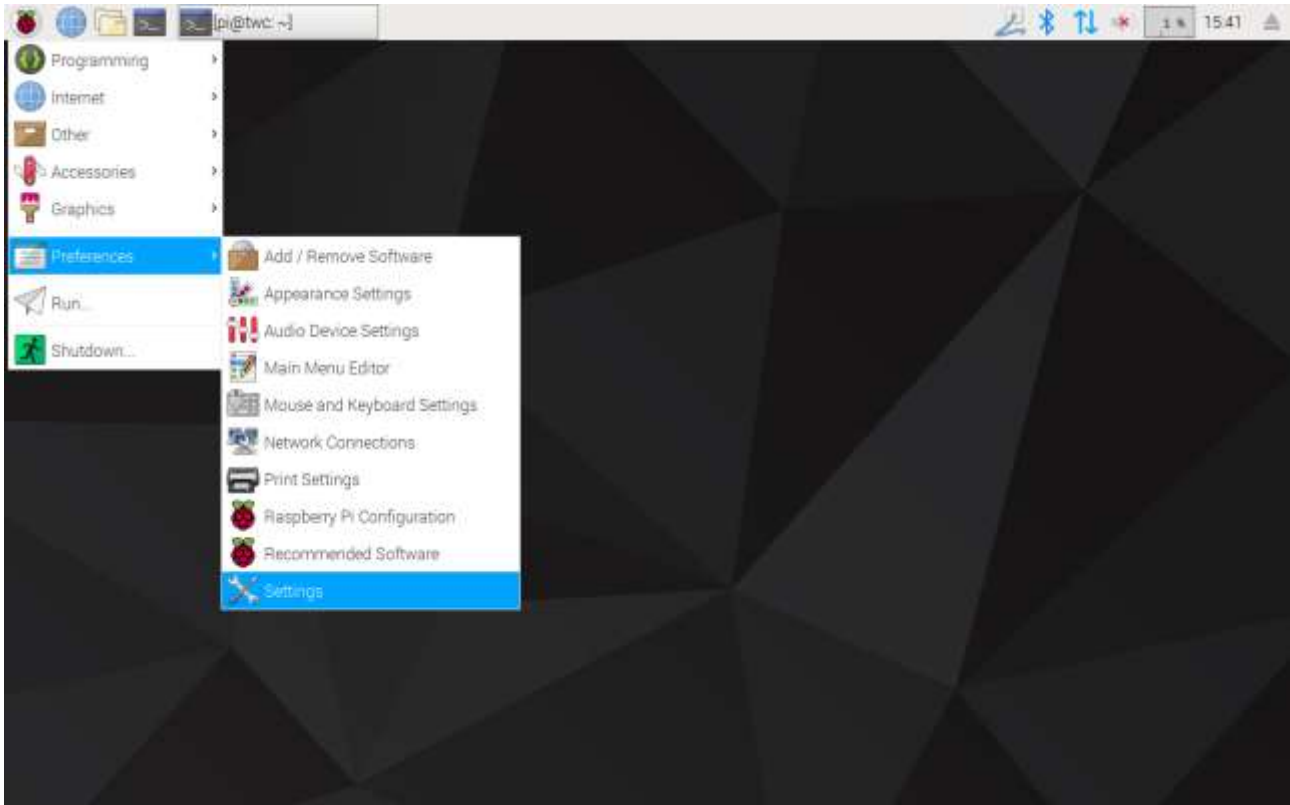 [pi@twc: ~]
1 %
15:41
Programming
Internet
Other
Accessories
Graphics
Preferences
Run...
Shutdown...
Add / Remove Software
Appearance Settings
Audio Device Settings
Main Menu Editor
Mouse and Keyboard Settings
Network Connections
Print Settings
Raspberry Pi Configuration
Recommended Software
Settings